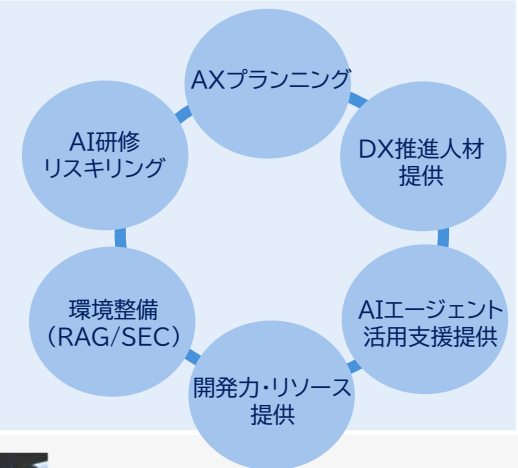 AXプランニング
DX推進人材
提供
AIエージェント
活用支援提供
開発力・リソース
提供
環境整備
（RAG/SEC）
AI研修
リスキリング